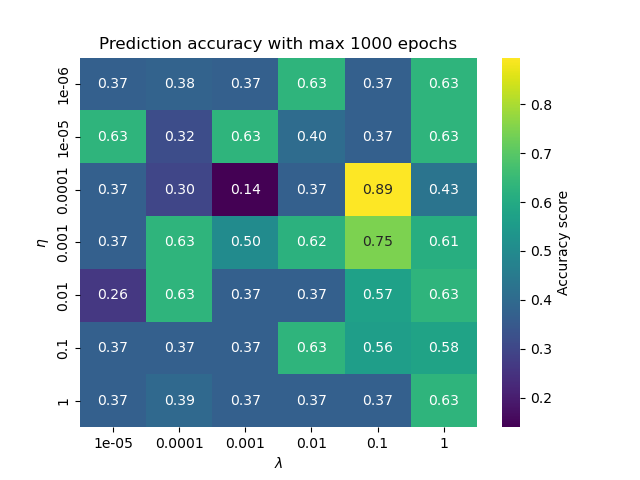 Prediction accuracy with max 1000 epochs
1e-06 0.37 0.38 0.37 0.63 0.37 0.63
1e-05 0.63 0.32 0.63 0.40 0.37 0.63
0.0001 0.37 0.30 0.14 0.37 0.89 0.43
0.001 0.37 0.63 0.50 0.62 0.75 0.61
0.01 0.26 0.63 0.37 0.37 0.57 0.63
0.1 0.37 0.37 0.37 0.63 0.56 0.58
1 0.37 0.39 0.37 0.37 0.37 0.63
η
1e-05 0.0001 0.001 0.01 0.1 1
λ
0.8
0.7
0.6
0.5
0.4
0.3
0.2
Accuracy score